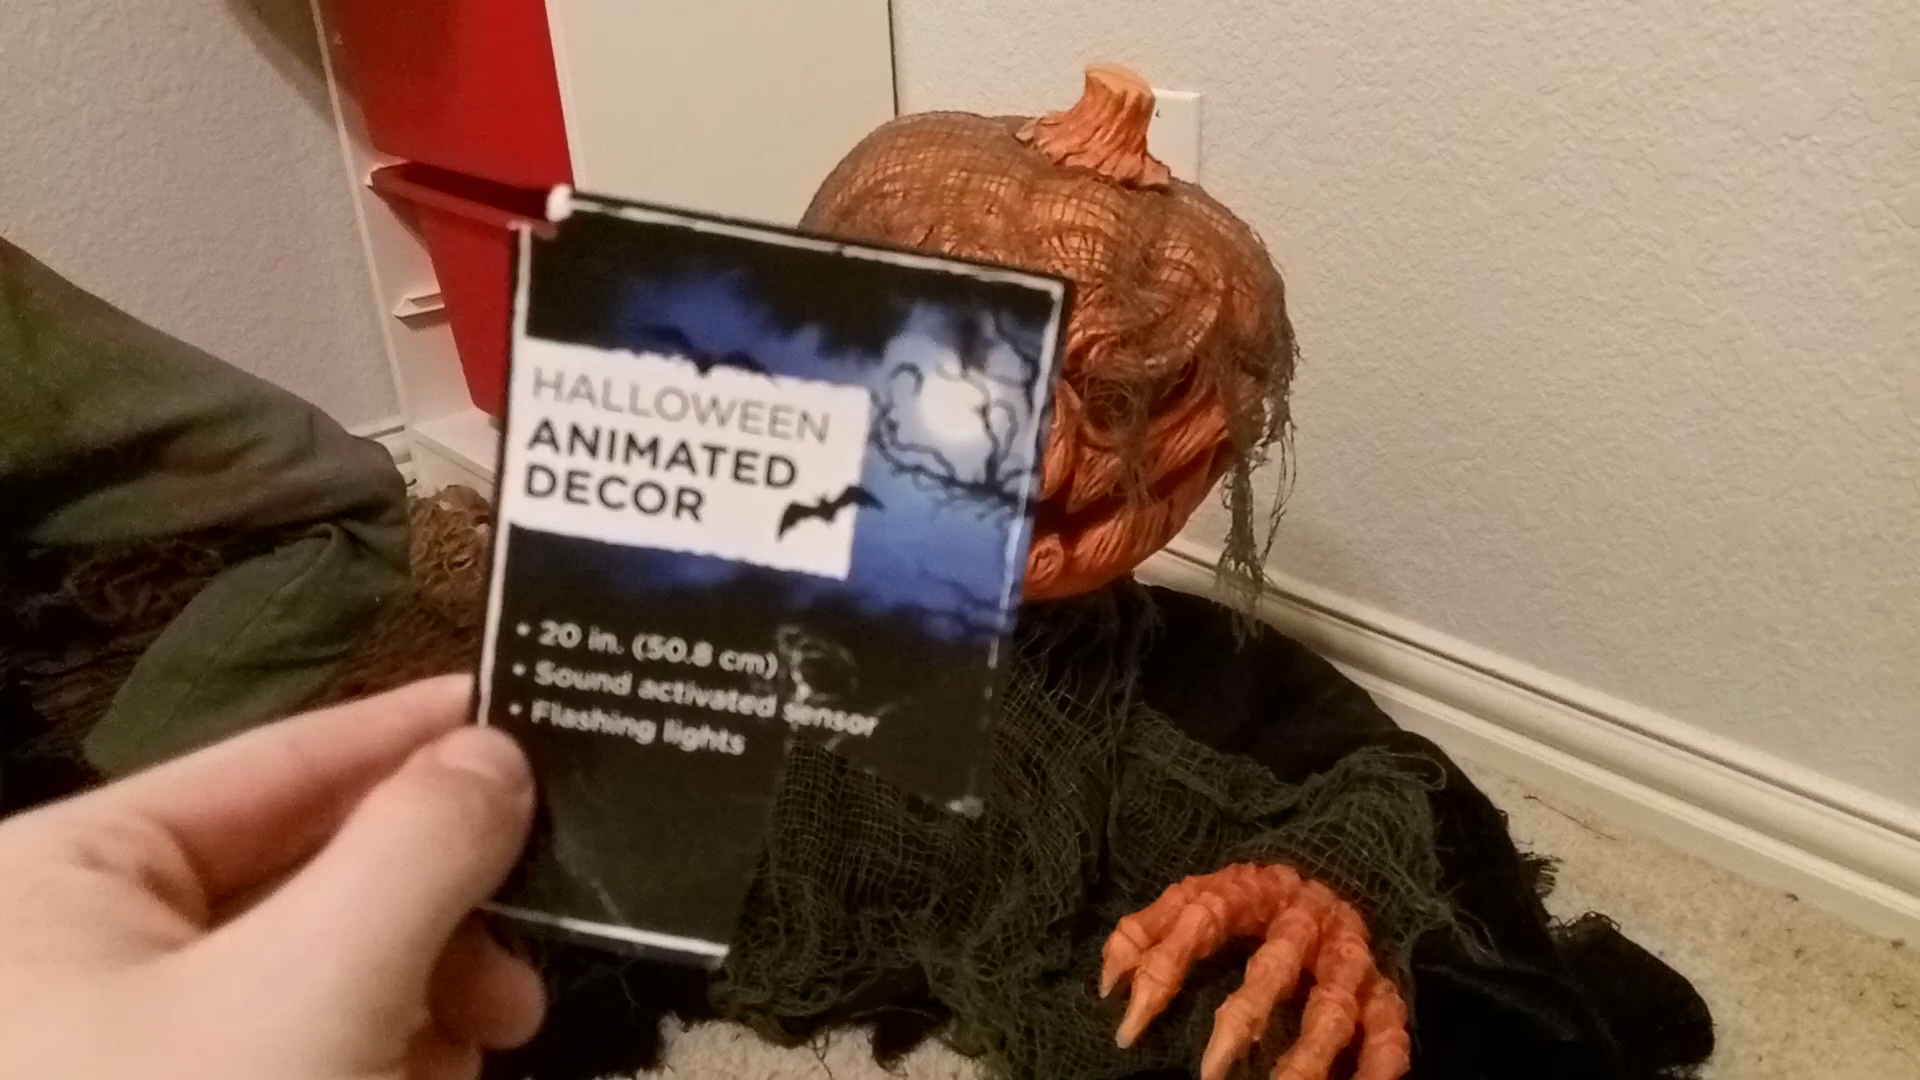 HALLOWEEN
ANIMATED
DECOR
• 20 in. (50.8 cm)
• Sound activated sensor
• Flashing lights